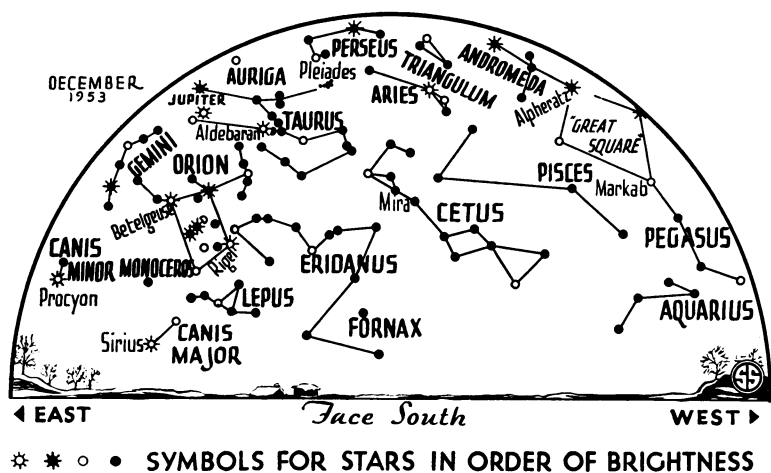 PERSEUS
ANDROMEDA
Pleiades
TRIANGULUM
AURIGA
DECEMBER
1953
JUPITER
ARIES
Alpheratz
Aldebaran
TAURUS
"GREAT
SQUARE"
GEMINI
ORION
PISCES
Markab
Mira
Betelgeuse
CETUS
PEGASUS
CANIS
MINOR
MONOCEROS
Rigel
ERIDANUS
Procyon
LEPUS
AQUARIUS
FORNAX
Sirius
CANIS
MAJOR
EAST
Face South
WEST
SYMBOLS FOR STARS IN ORDER OF BRIGHTNESS